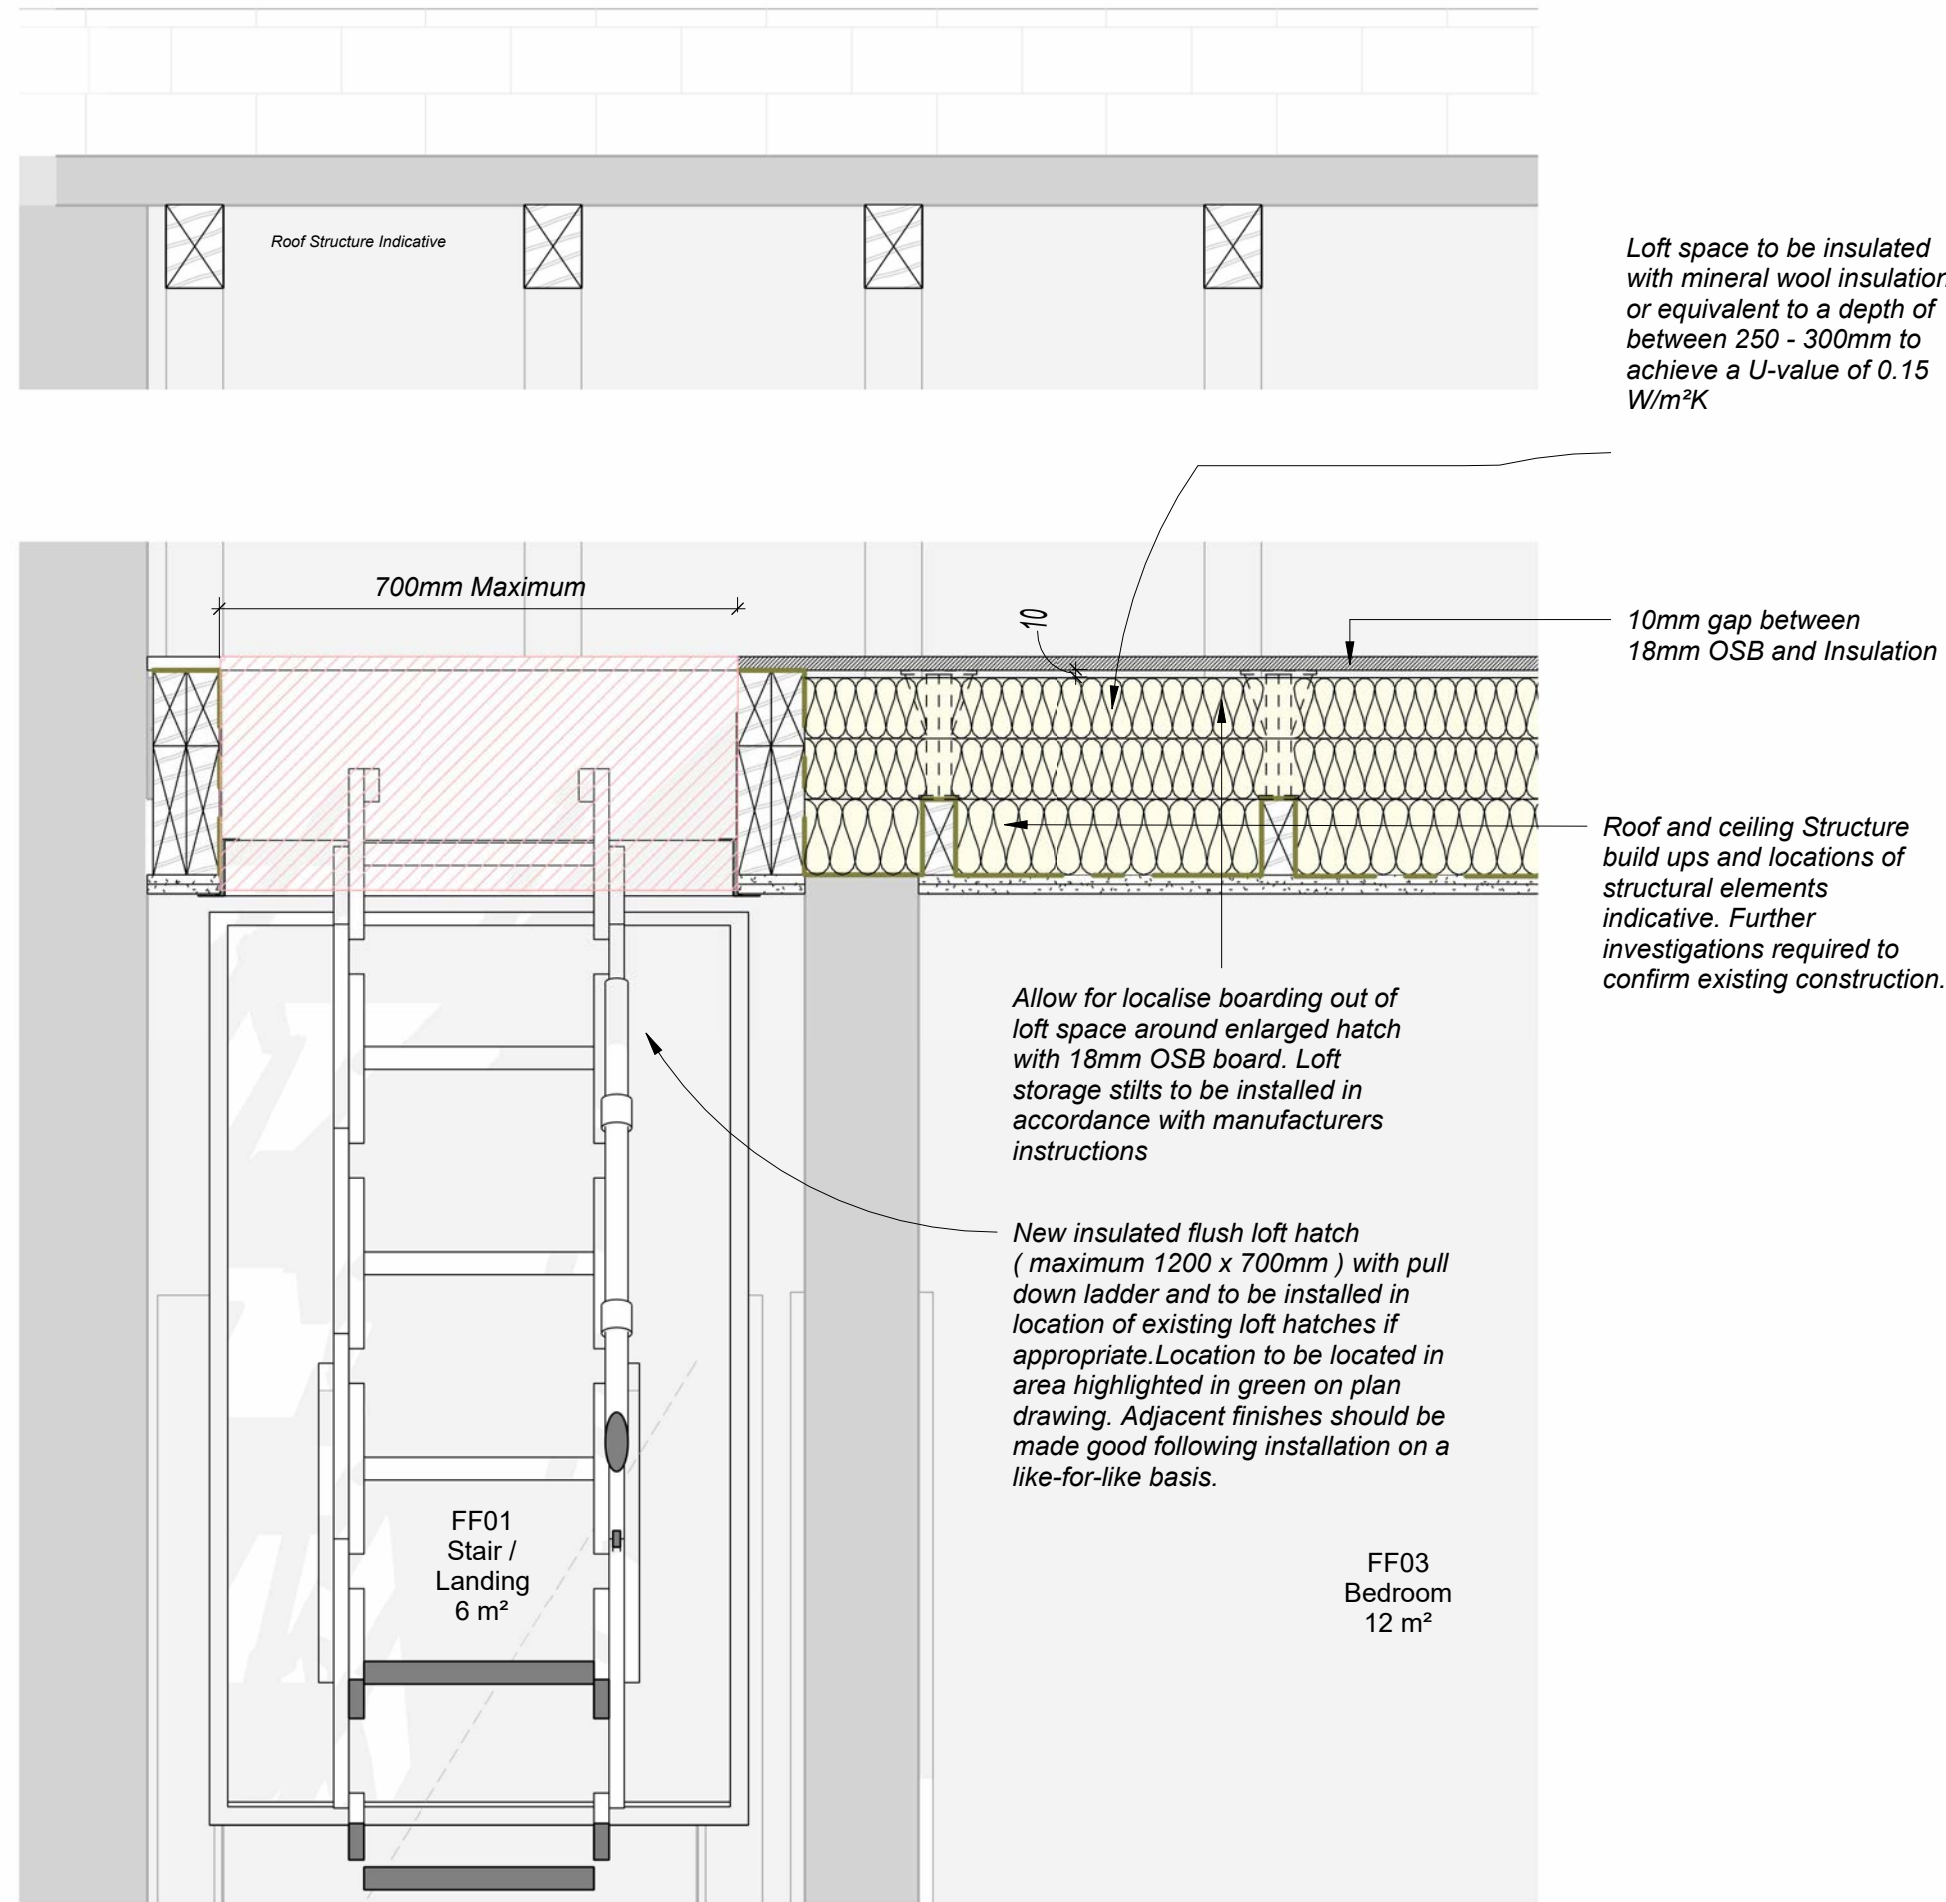 Roof Structure Indicative
Loft space to be insulated
with mineral wool insulation
or equivalent to a depth of
between 250 - 300mm to
achieve a U-value of 0.15
W/m²K
700mm Maximum
10
10mm gap between
18mm OSB and Insulation
Roof and ceiling Structure
build ups and locations of
structural elements
indicative. Further
investigations required to
confirm existing construction.
Allow for localise boarding out of
loft space around enlarged hatch
with 18mm OSB board. Loft
storage stilts to be installed in
accordance with manufacturers
instructions
New insulated flush loft hatch
( maximum 1200 x 700mm ) with pull
down ladder and to be installed in
location of existing loft hatches if
appropriate.Location to be located in
area highlighted in green on plan
drawing. Adjacent finishes should be
made good following installation on a
like-for-like basis.
FF01
Stair /
Landing
6 m²
FF03
Bedroom
12 m²